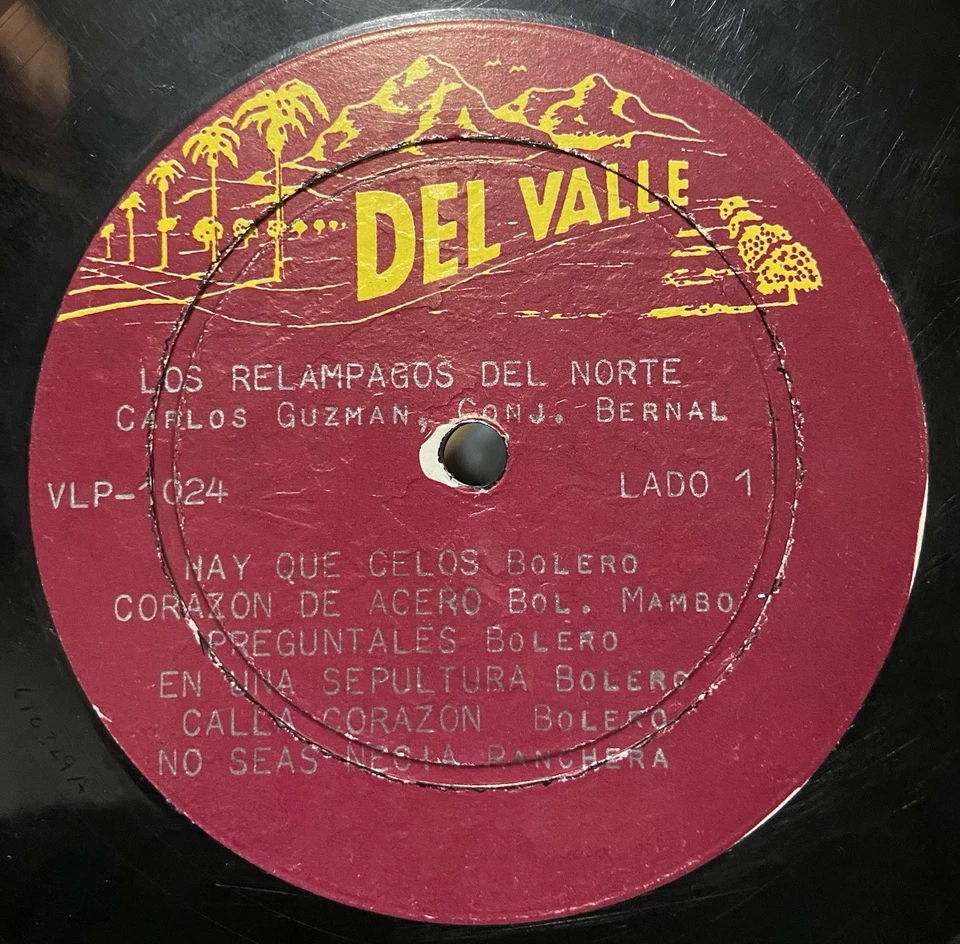 DEL VALLE
LOS RELAMPAGOS DEL NORTE
CARLOS GUZMAN, CONJ. BERNAL
VLP-1024 LADO 1
HAY QUE CELOS BOLERO
CORAZON DE ACERO BOL. MAMBO
PREGUNTALES BOLERO
EN UNA SEPULTURA BOLERO
CALLA CORAZON BOLERO
NO SEAS NECIA RANCHERA